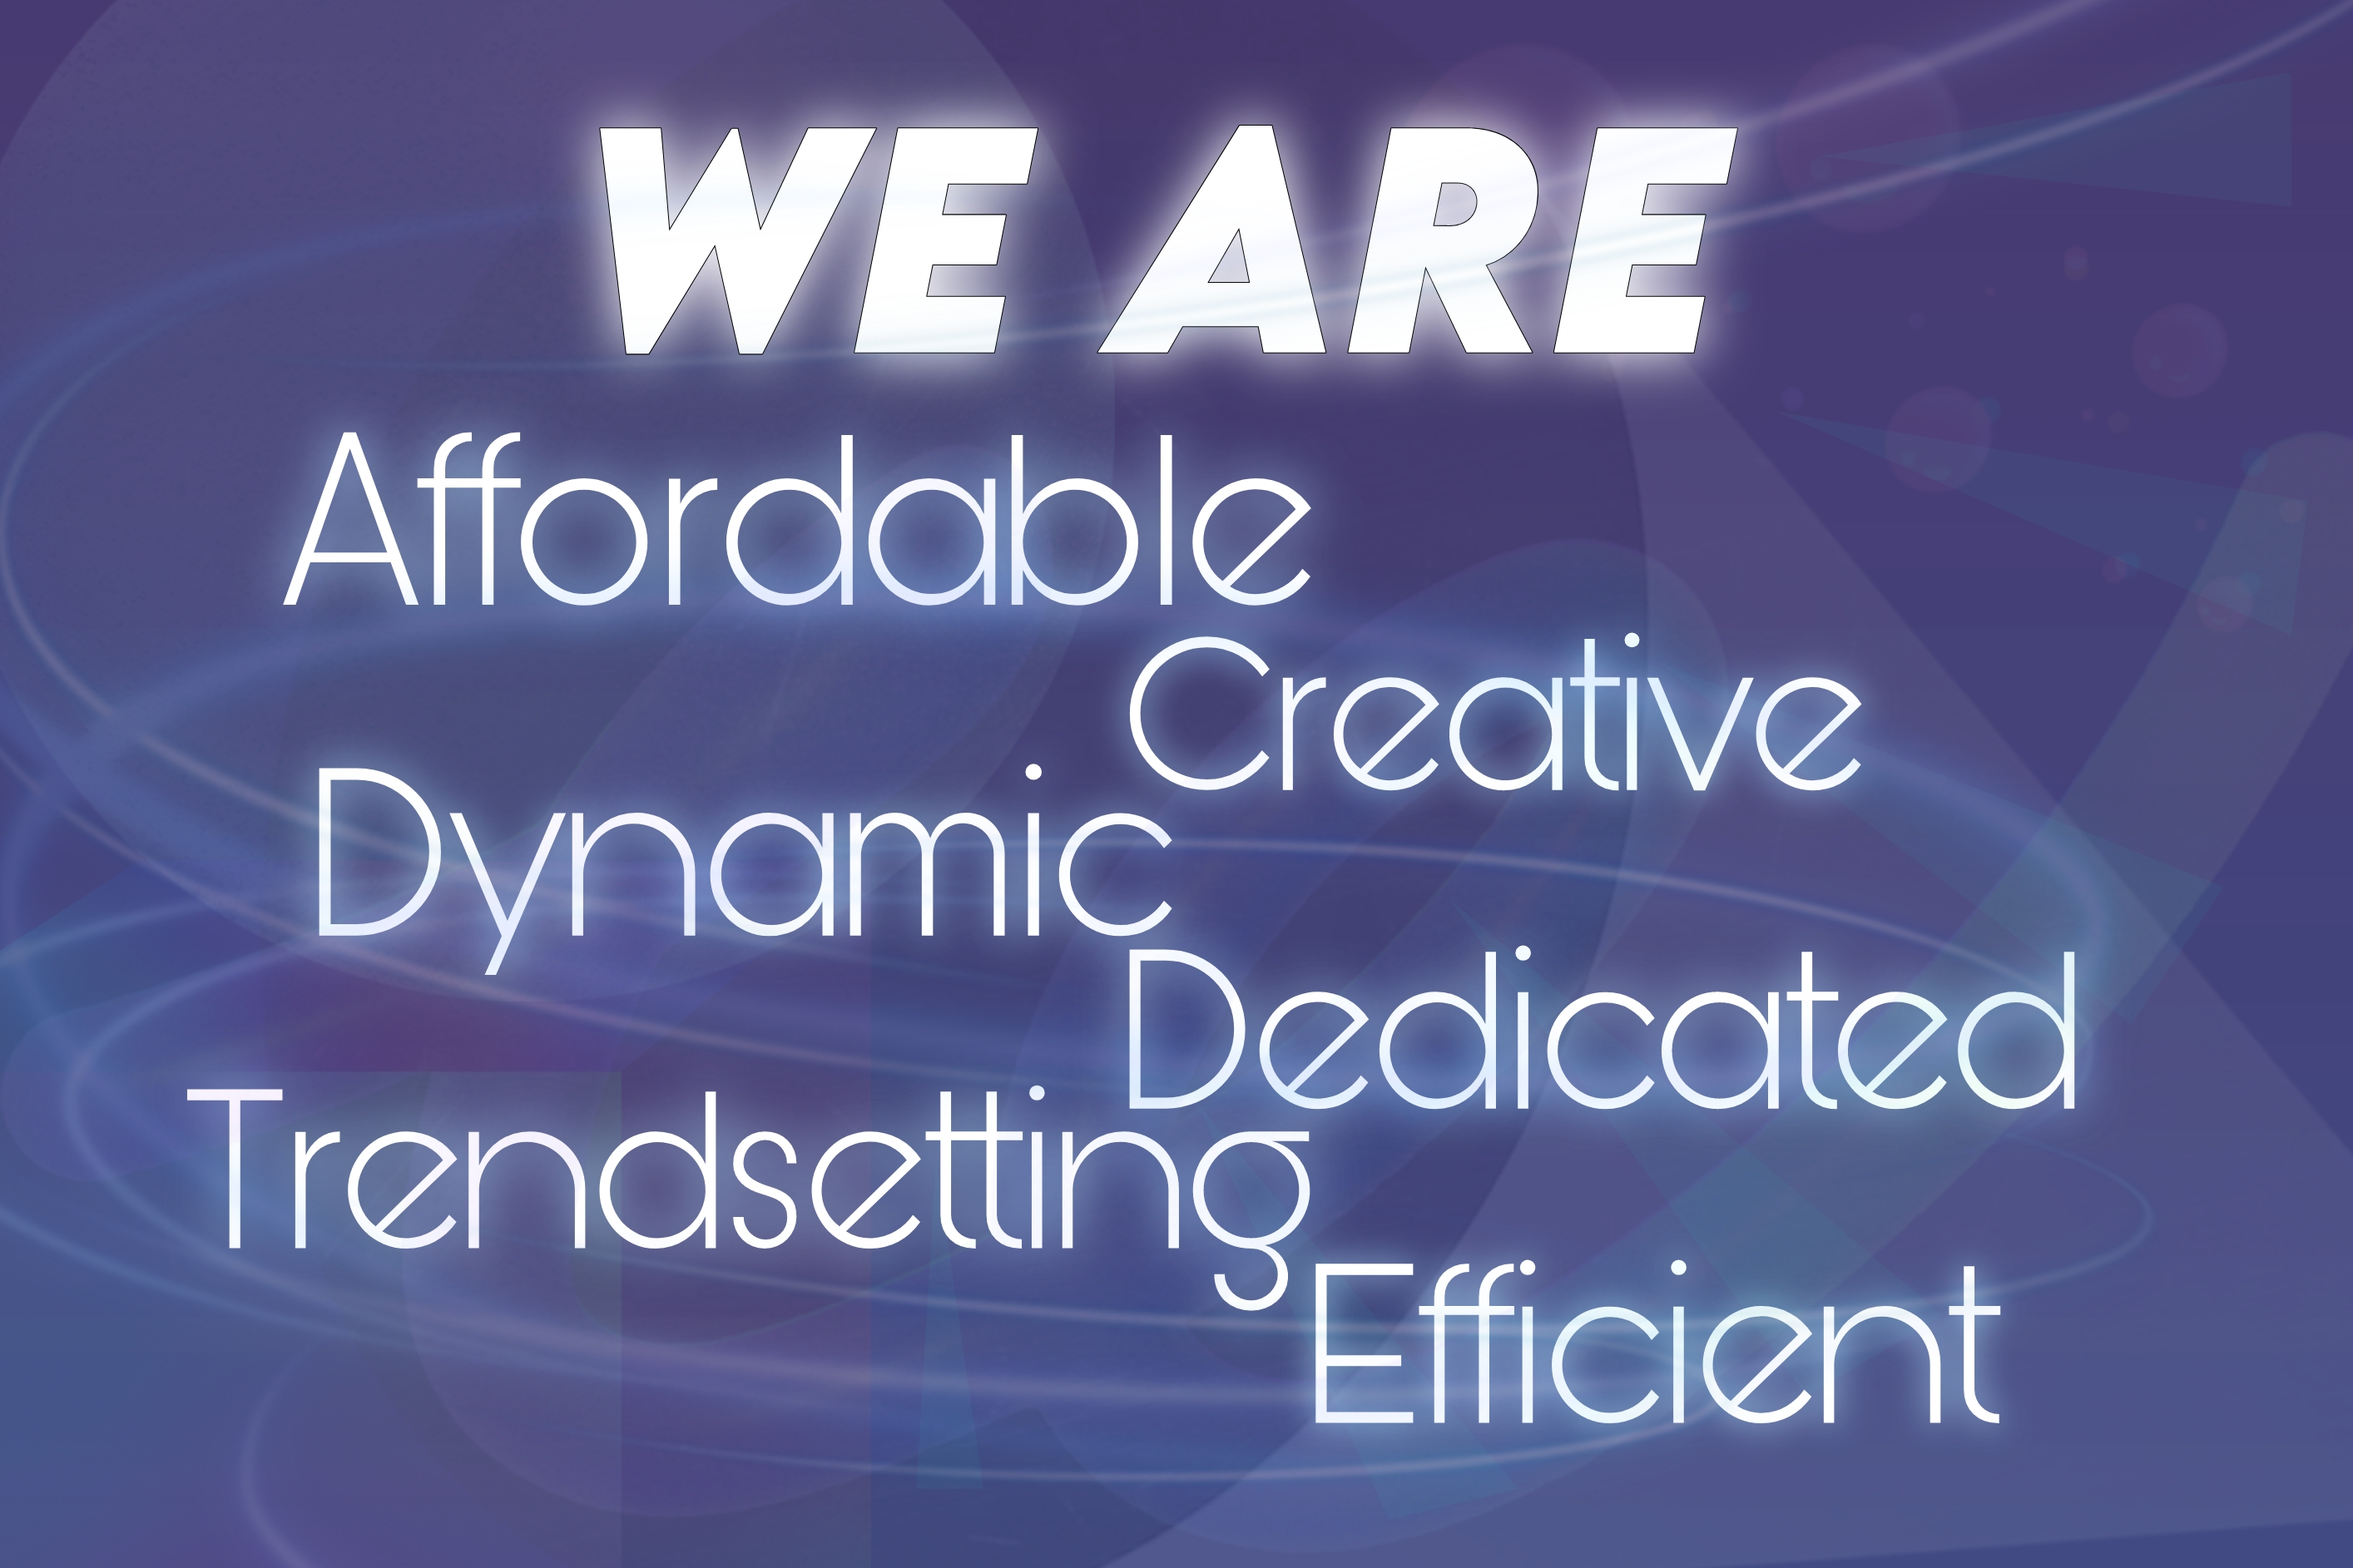 WE ARE
Affordable
Creative
Dynamic
Dedicated
Trendsetting
Efficient